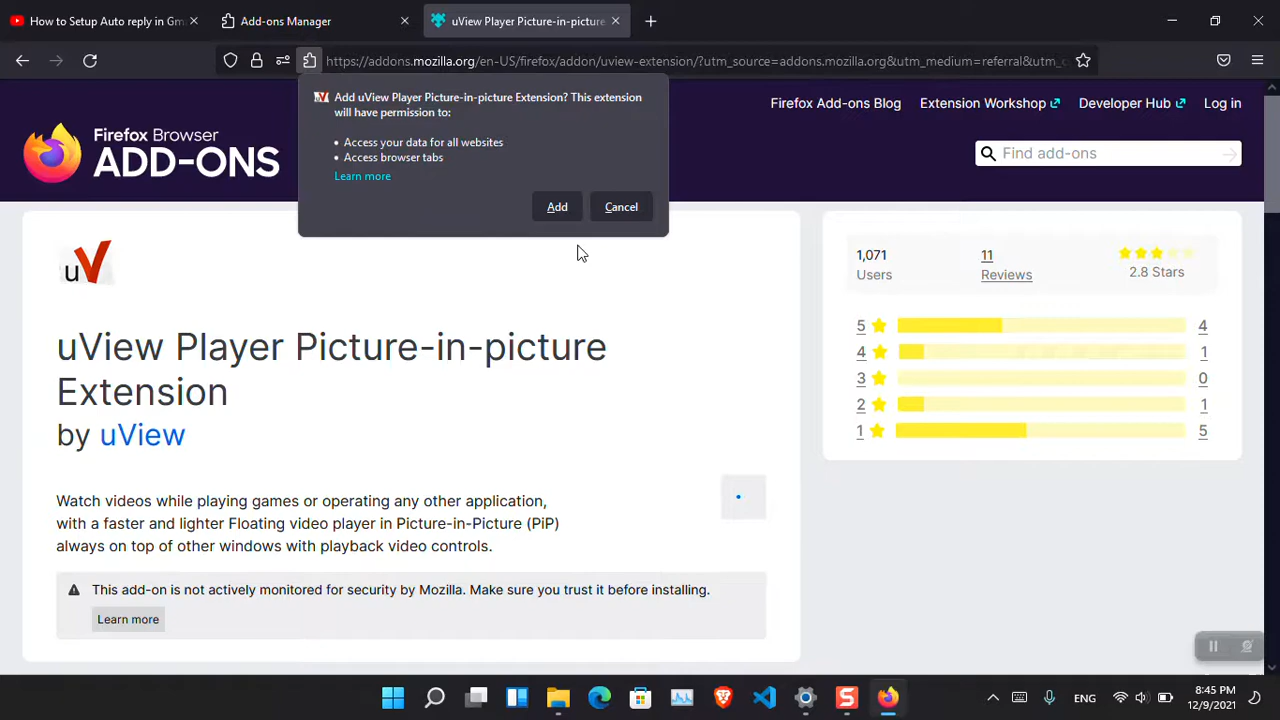 How to Setup Auto reply in Gm
Add-ons Manager
uView Player Picture-in-picture
https://addons.mozilla.org/en-US/firefox/addon/uview-extension/?utm_source=addons.mozilla.org&utm_medium=referral&utm_c
Add uView Player Picture-in-picture Extension? This extension
will have permission to:
• Access your data for all websites
• Access browser tabs
Learn more
Add
Cancel
Firefox Browser
ADD-ONS
Firefox Add-ons Blog
Extension Workshop
Developer Hub
Log in
Find add-ons
uV
uView Player Picture-in-picture
Extension
by uView
Watch videos while playing games or operating any other application,
with a faster and lighter Floating video player in Picture-in-Picture (PiP)
always on top of other windows with playback video controls.
This add-on is not actively monitored for security by Mozilla. Make sure you trust it before installing.
Learn more
1,071
Users
11
Reviews
2.8 Stars
5 4
4 1
3 0
2 1
1 5
ENG
8:45 PM
12/9/2021